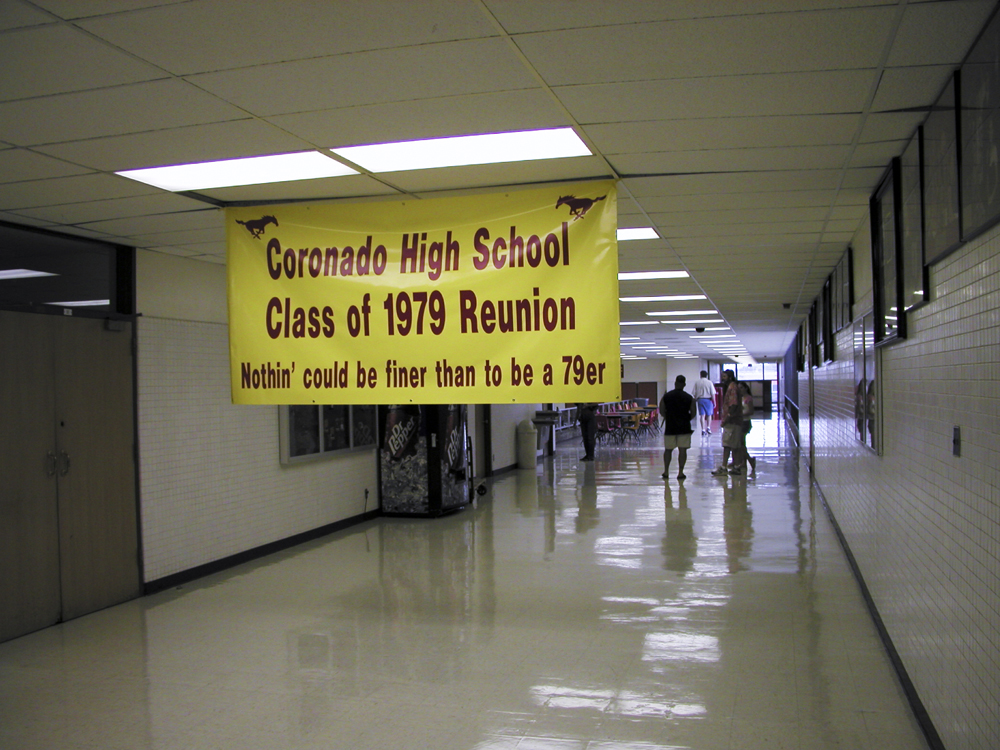 Coronado High School
Class of 1979 Reunion
Nothin' could be finer than to be a 79er
Dr Pepper